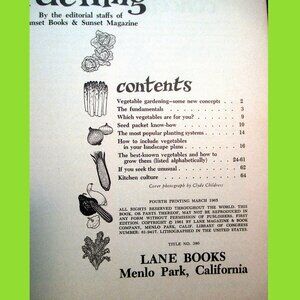 By the editorial staffs of
nset Books & Sunset Magazine
contents
Vegetable gardening—some new concepts . . 2
The fundamentals . . . . . 3
Which vegetables are for you? . . . . 9
Seed packet know-how . . . . 10
The most popular planting systems . . . 14
How to include vegetables
in your landscape plans . . . . 16
The best-known vegetables and how to
grow them (listed alphabetically) . . 24-61
If you seek the unusual . . . . 62
Kitchen culture . . . . . 64
Cover photograph by Clyde Childress
FOURTH PRINTING MARCH 1965
ALL RIGHTS RESERVED THROUGHOUT THE WORLD. THIS
BOOK, OR PARTS THEREOF, MAY NOT BE REPRODUCED IN
ANY FORM WITHOUT PERMISSION OF THE PUBLISHERS. FIRST
EDITION. COPYRIGHT © 1961 BY LANE MAGAZINE & BOOK
COMPANY, MENLO PARK, CALIF. LIBRARY OF CONGRESS
NUMBER: 61-9417. LITHOGRAPHED IN THE UNITED STATES.
TITLE NO. 380
LANE BOOKS
Menlo Park, California